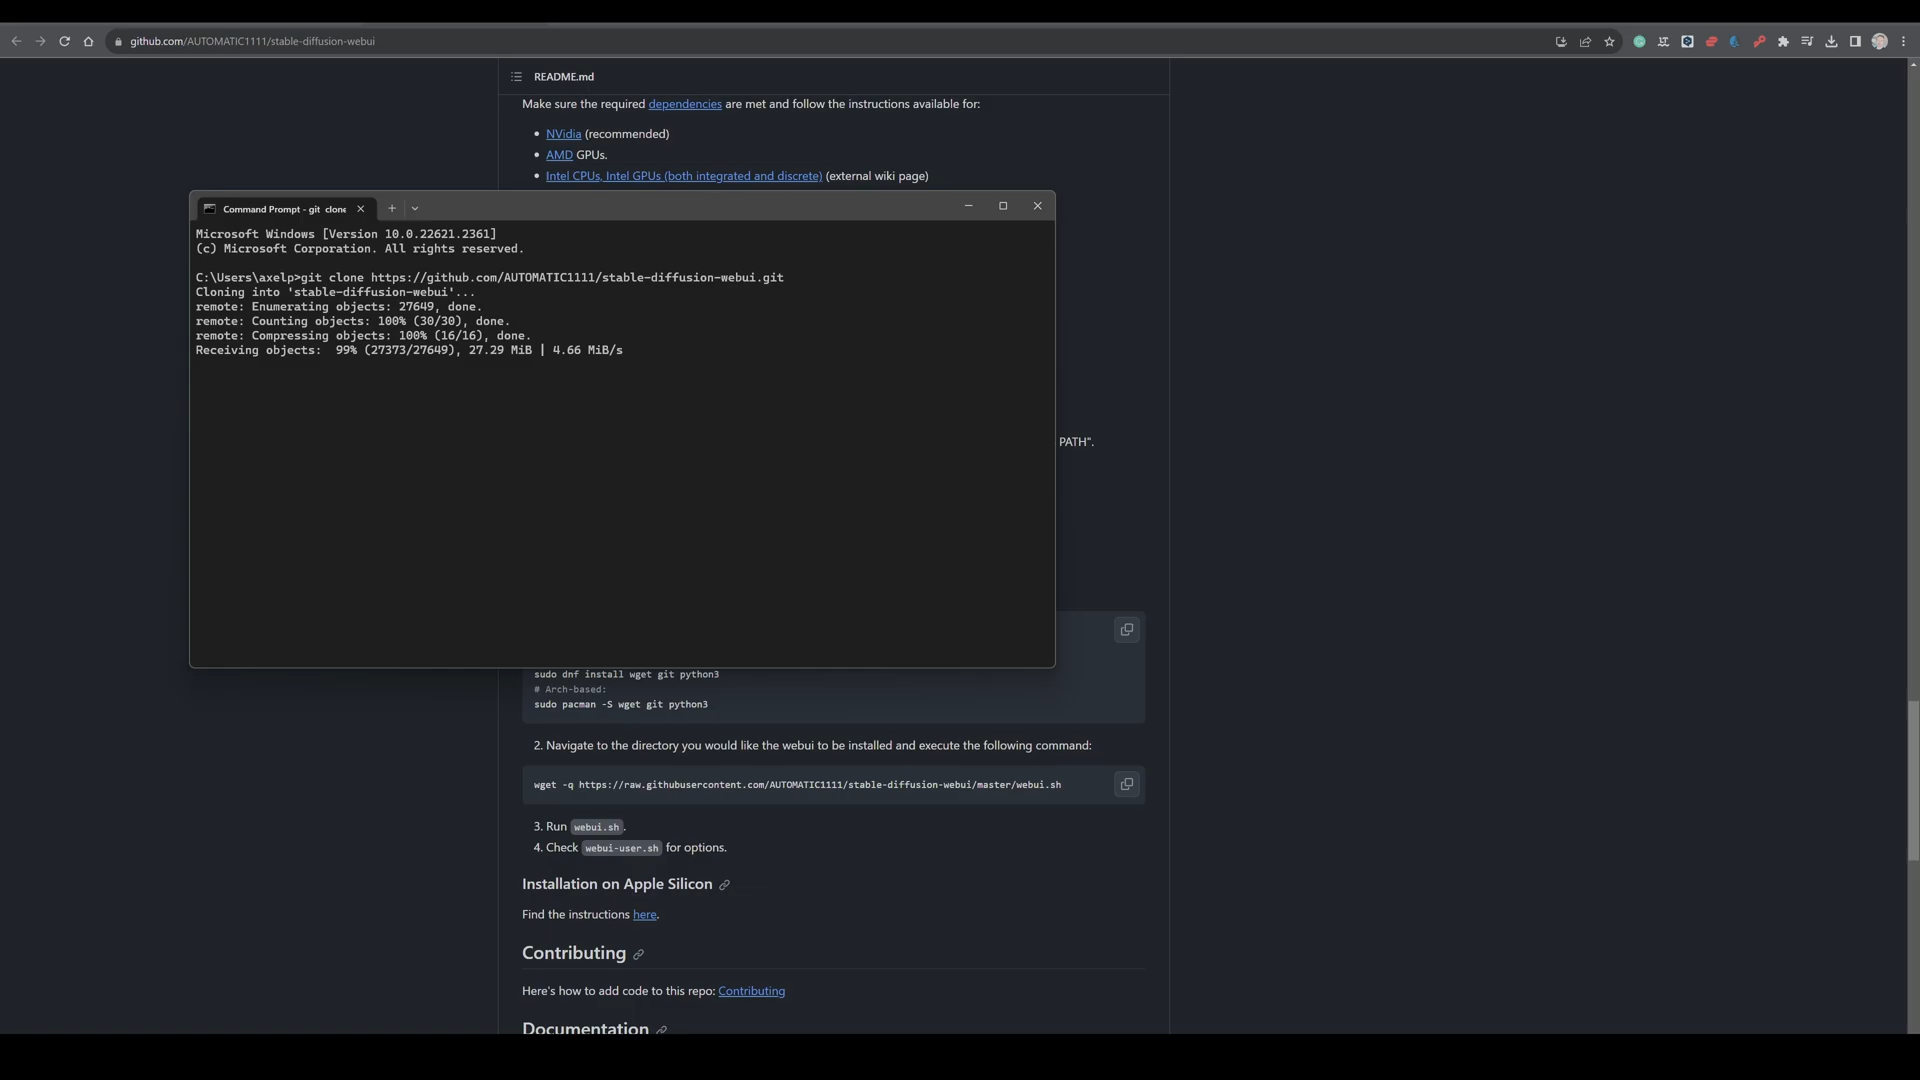 github.com/AUTOMATIC1111/stable-diffusion-webui
README.md
Make sure the required dependencies are met and follow the instructions available for:
• NVidia (recommended)
• AMD GPUs.
• Intel CPUs, Intel GPUs (both integrated and discrete) (external wiki page)
Command Prompt - git clone
Microsoft Windows [Version 10.0.22621.2361]
(c) Microsoft Corporation. All rights reserved.
C:\Users\axelp>git clone https://github.com/AUTOMATIC1111/stable-diffusion-webui.git
Cloning into 'stable-diffusion-webui'...
remote: Enumerating objects: 27649, done.
remote: Counting objects: 100% (30/30), done.
remote: Compressing objects: 100% (16/16), done.
Receiving objects:  99% (27373/27649), 27.29 MiB | 4.66 MiB/s
PATH".
sudo dnf install wget git python3
# Arch-based:
sudo pacman -S wget git python3
2. Navigate to the directory you would like the webui to be installed and execute the following command:
wget -q https://raw.githubusercontent.com/AUTOMATIC1111/stable-diffusion-webui/master/webui.sh
3. Run webui.sh.
4. Check webui-user.sh for options.
Installation on Apple Silicon
Find the instructions here.
Contributing
Here's how to add code to this repo: Contributing
Documentation